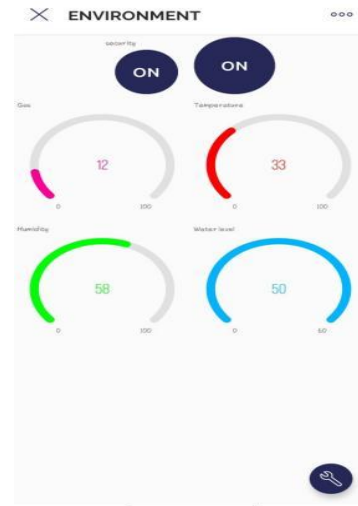 ENVIRONMENT
security
ON
ON
Gas
Temperature
12
33
0
100
0
100
Humidity
Water level
58
50
0
100
0
60